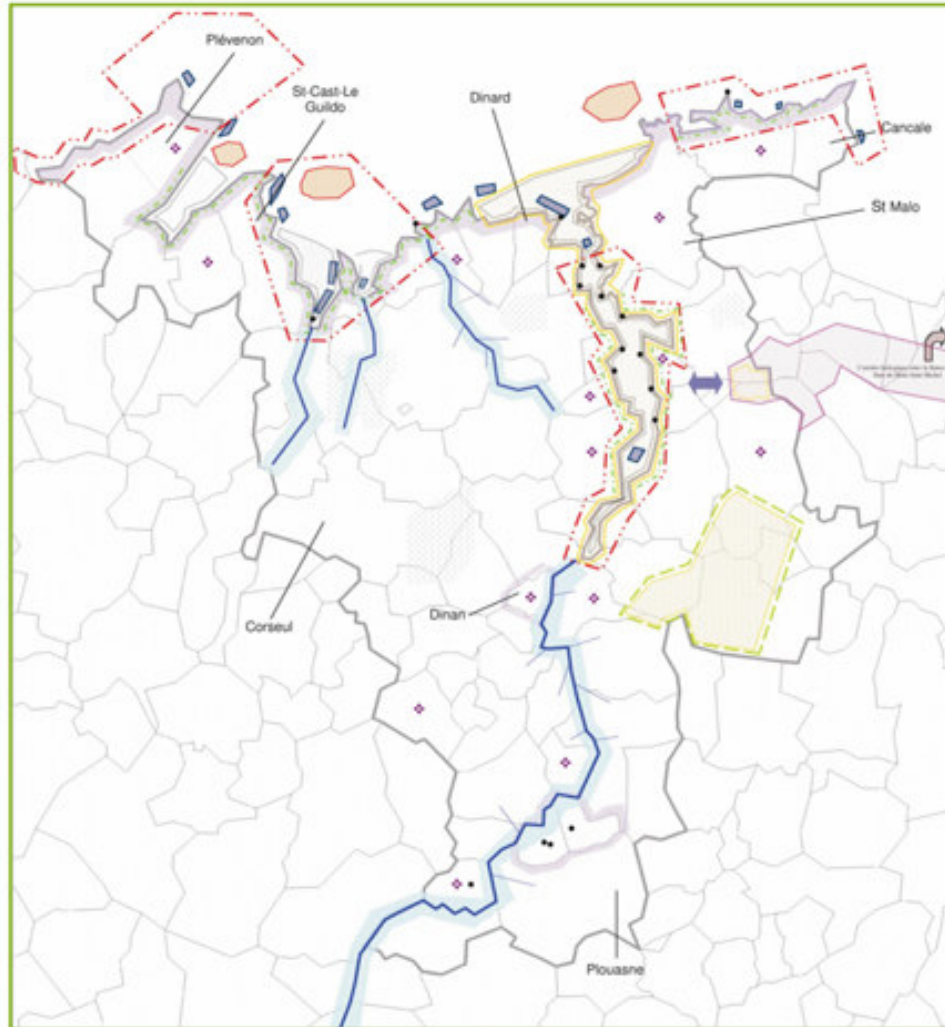 Plévenon
St-Cast-Le
Guildo
Dinard
Cancale
St Malo
Corseul
Dinan
Plouasne